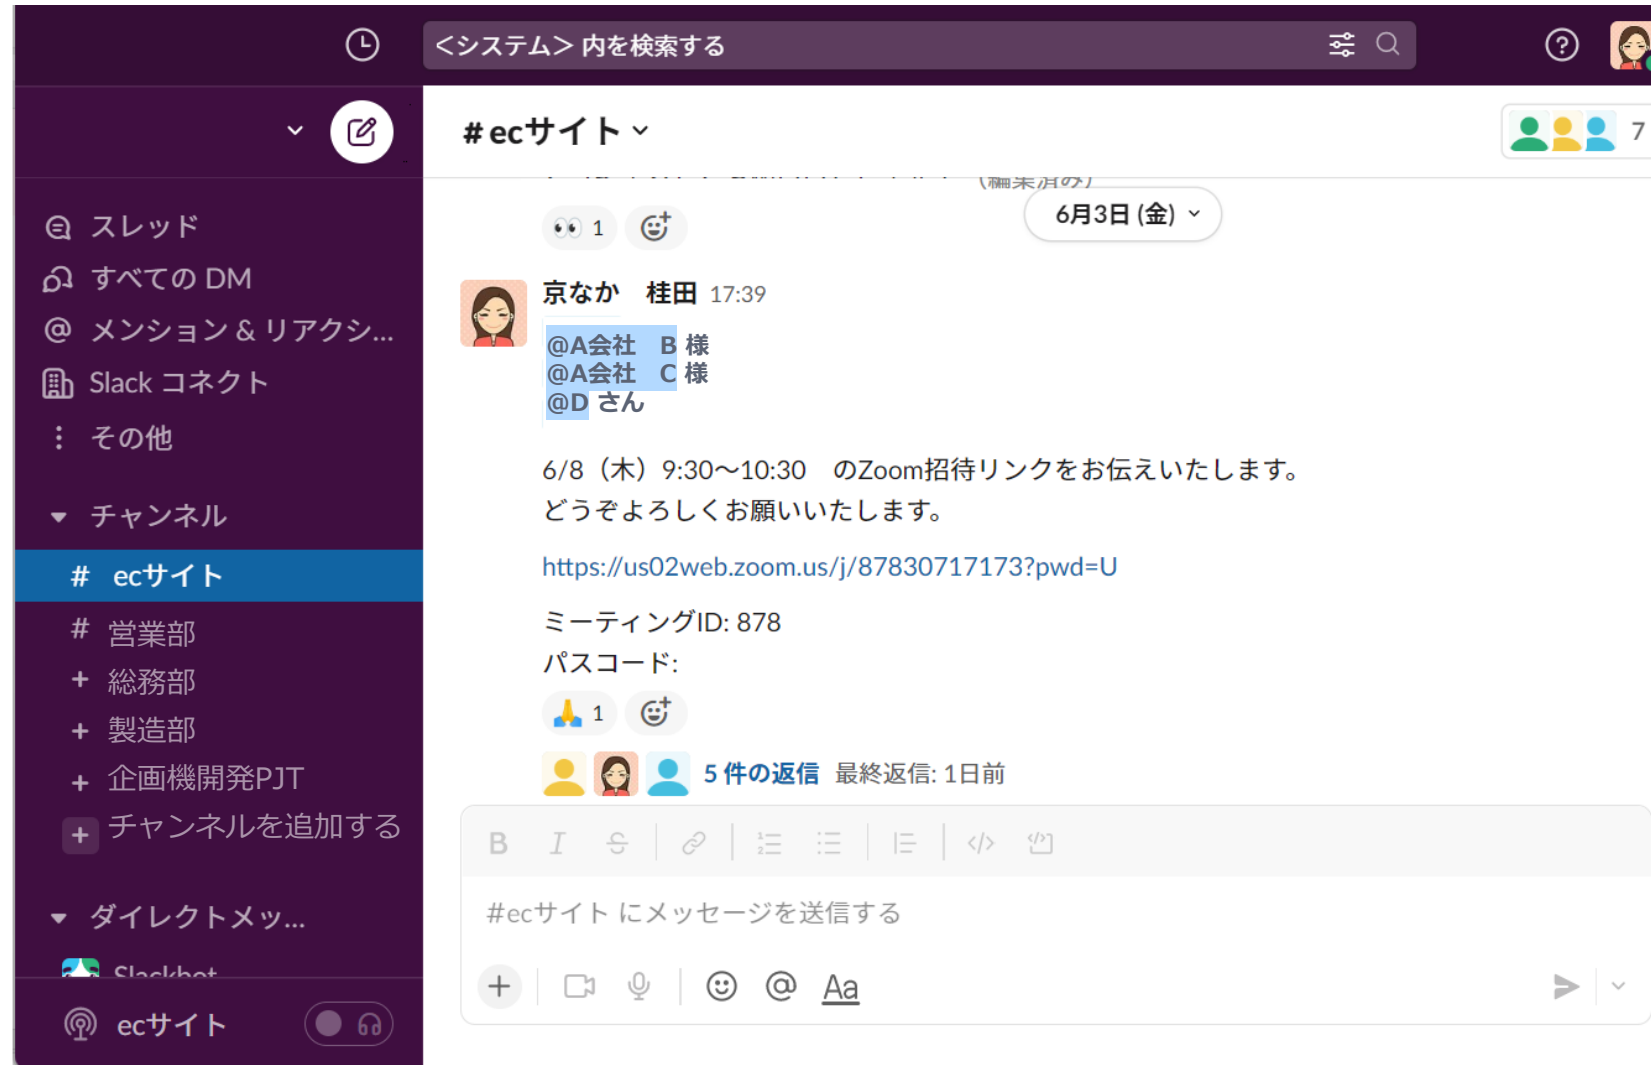 <システム> 内を検索する
# ecサイト
7
スレッド
すべての DM
メンション & リアクシ...
Slack コネクト
その他
チャンネル
# ecサイト
# 営業部
+ 総務部
+ 製造部
+ 企画機開発PJT
+ チャンネルを追加する
ダイレクトメッ...
Slackbot
ecサイト
(編集済み)
6月3日 (金)
1
京なか　桂田 17:39
@A会社　B 様
@A会社　C 様
@D さん
6/8（木）9:30～10:30　のZoom招待リンクをお伝えいたします。
どうぞよろしくお願いいたします。
https://us02web.zoom.us/j/87830717173?pwd=U
ミーティングID: 878
パスコード:
1
5 件の返信 最終返信: 1日前
B I S
#ecサイト にメッセージを送信する
+ @ Aa